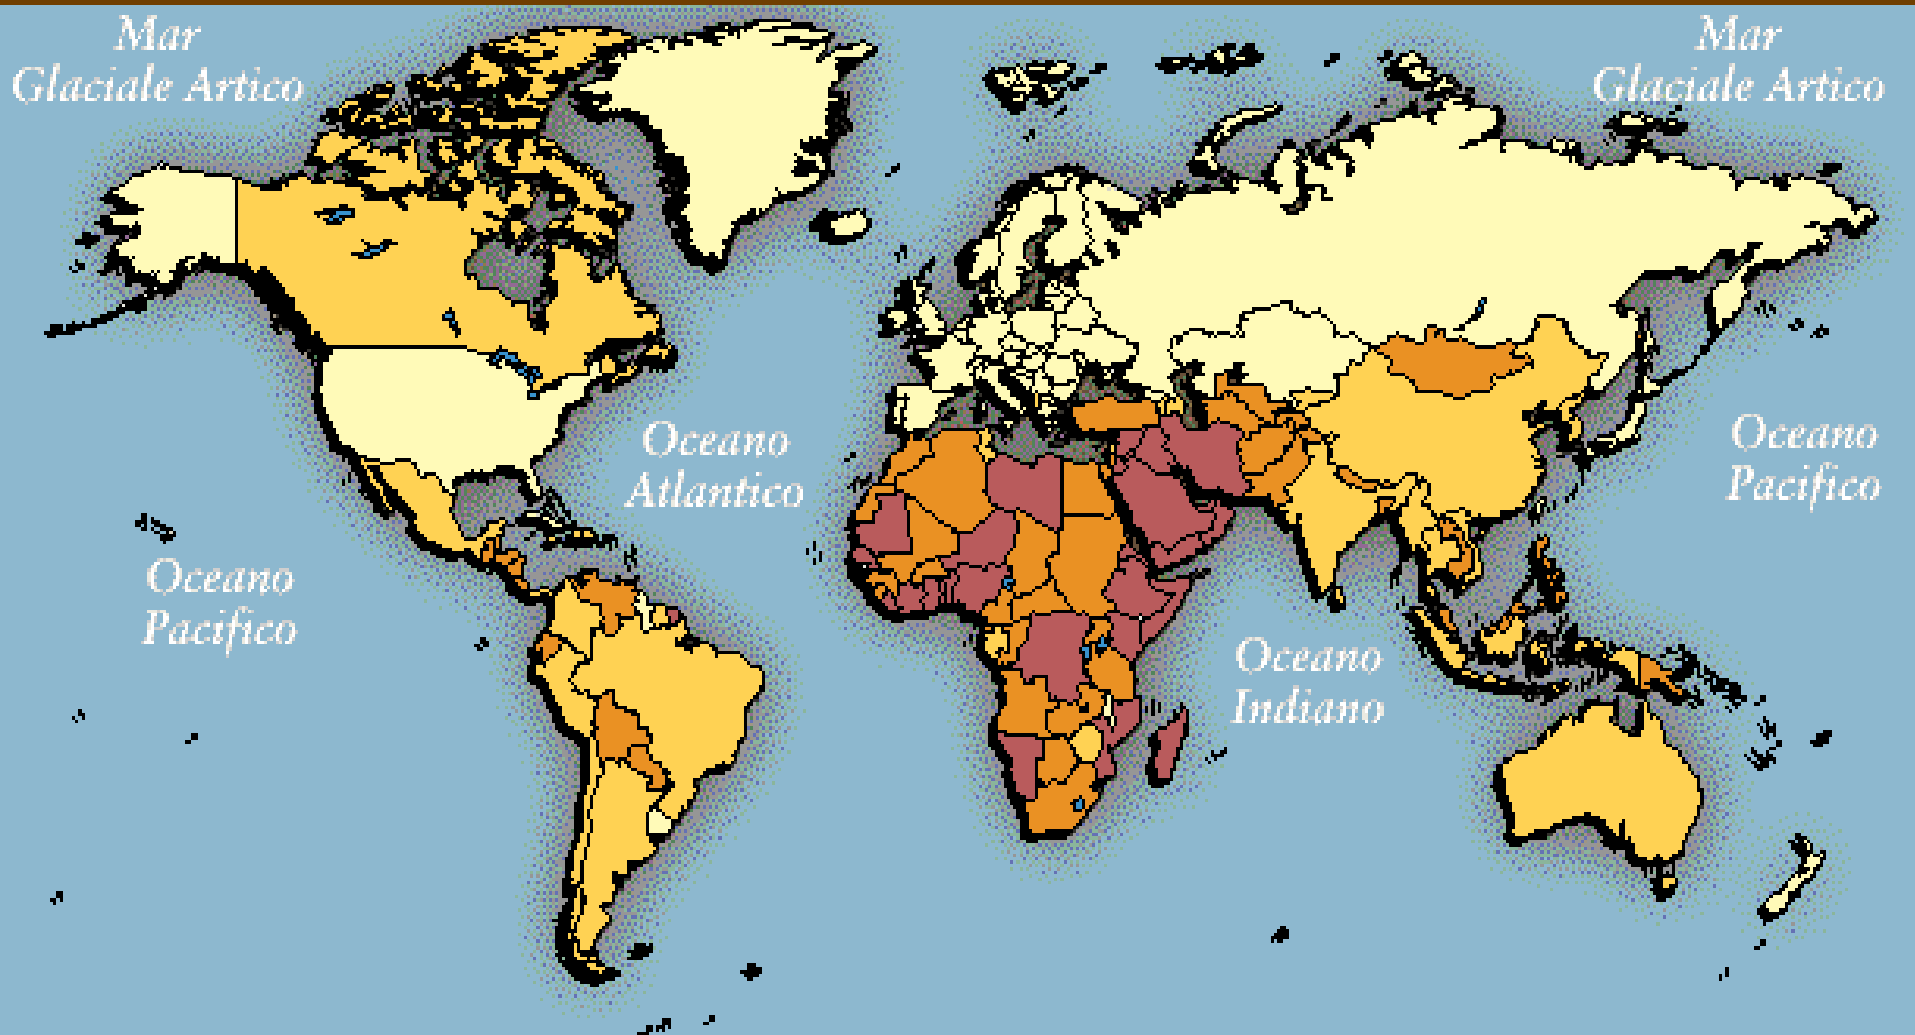 Mar
Glaciale Artico
Mar
Glaciale Artico
Oceano
Atlantico
Oceano
Pacifico
Oceano
Pacifico
Oceano
Indiano